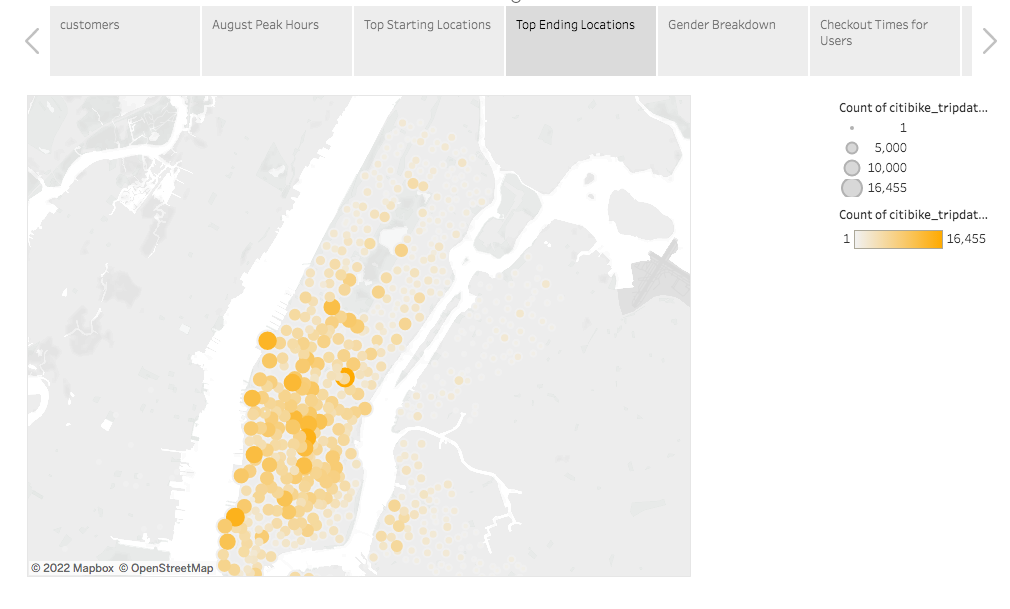 customers
August Peak Hours
Top Starting Locations
Top Ending Locations
Gender Breakdown
Checkout Times for
Users
Count of citibike_tripdat...
1
5,000
10,000
16,455
Count of citibike_tripdat...
1 16,455
© 2022 Mapbox © OpenStreetMap